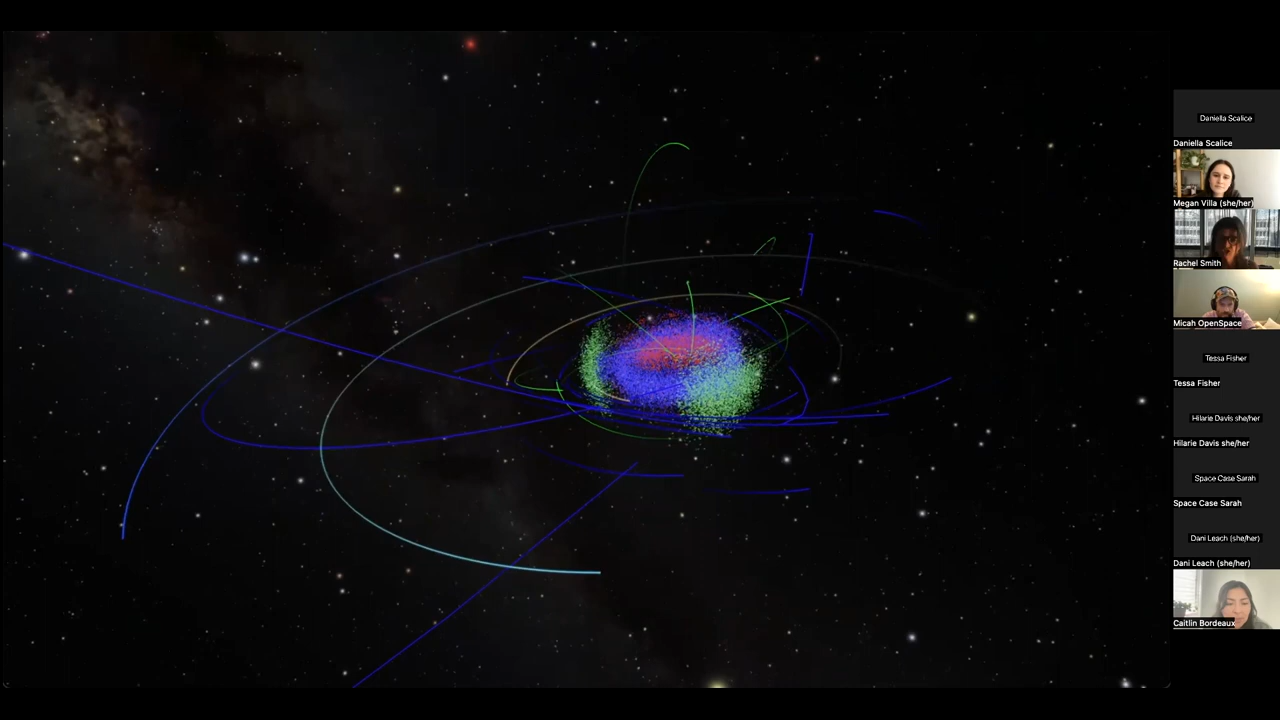 Daniella Scalice
Daniella Scalice
Megan Villa (she/her)
Rachel Smith
Micah OpenSpace
Tessa Fisher
Tessa Fisher
Hilarie Davis she/her
Hilarie Davis she/her
Space Case Sarah
Space Case Sarah
Dani Leach (she/her)
Dani Leach (she/her)
Caitlin Bordeaux